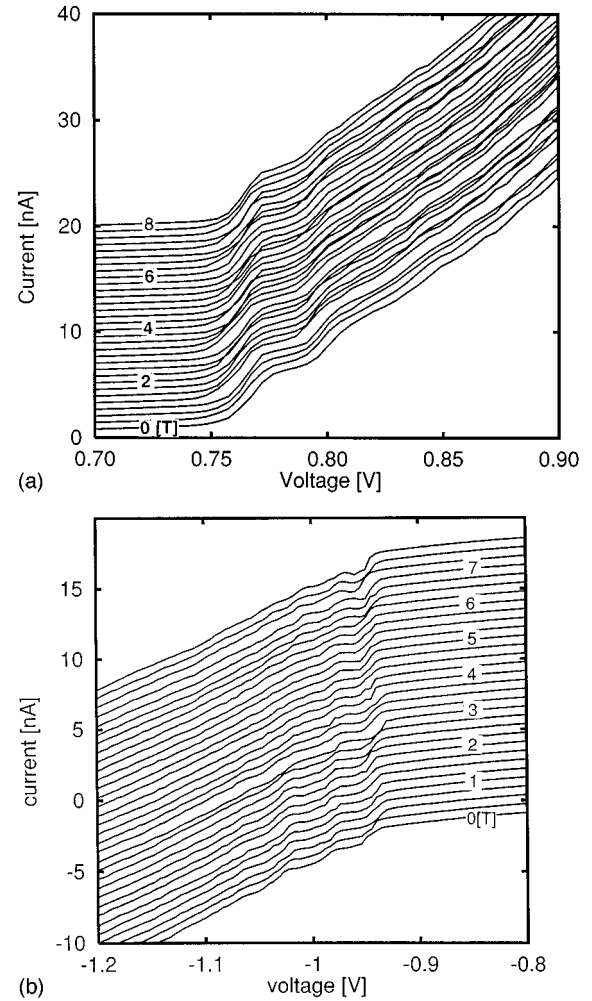 40
30
20
10
0
Current [nA]
8
6
4
2
0 [T]
0.70 0.75 0.80 0.85 0.90
(a)
Voltage [V]
15
10
5
0
-5
-10
current [nA]
7
6
5
4
3
2
1
0[T]
-1.2 -1.1 -1 -0.9 -0.8
(b)
voltage [V]